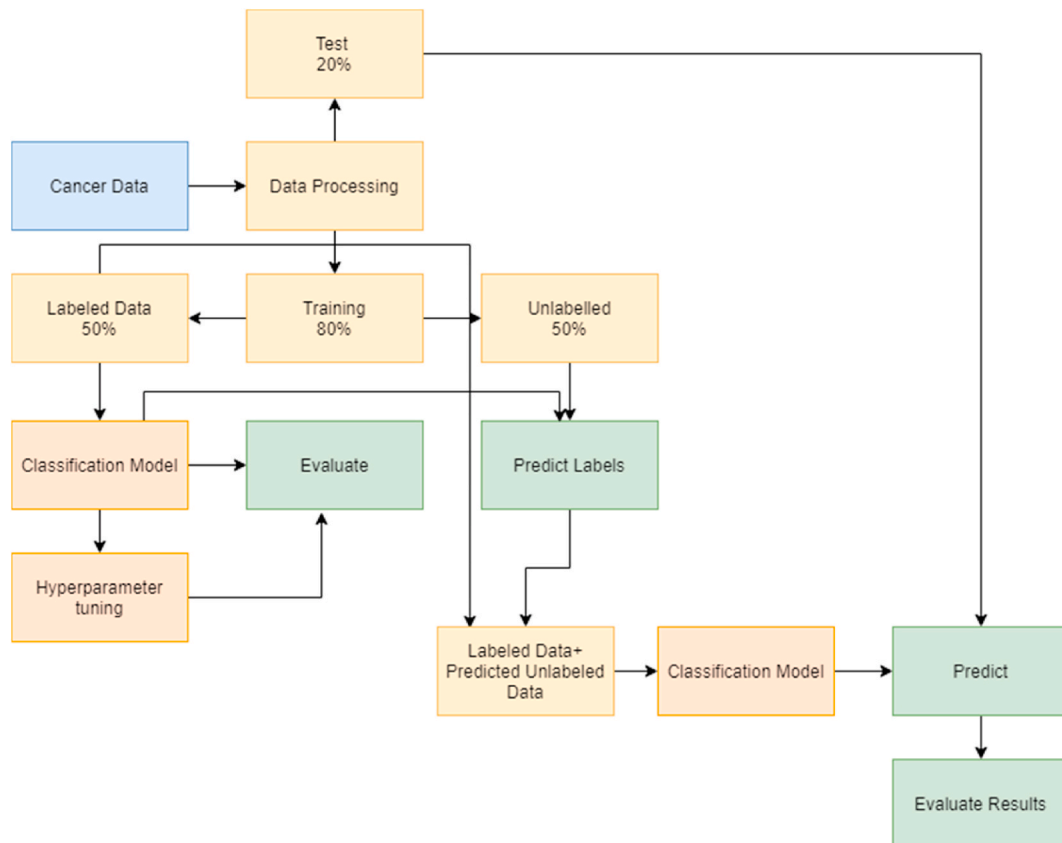 Test
20%
Cancer Data
Data Processing
Labeled Data
50%
Training
80%
Unlabelled
50%
Classification Model
Evaluate
Predict Labels
Hyperparameter
tuning
Labeled Data+
Predicted Unlabeled
Data
Classification Model
Predict
Evaluate Results